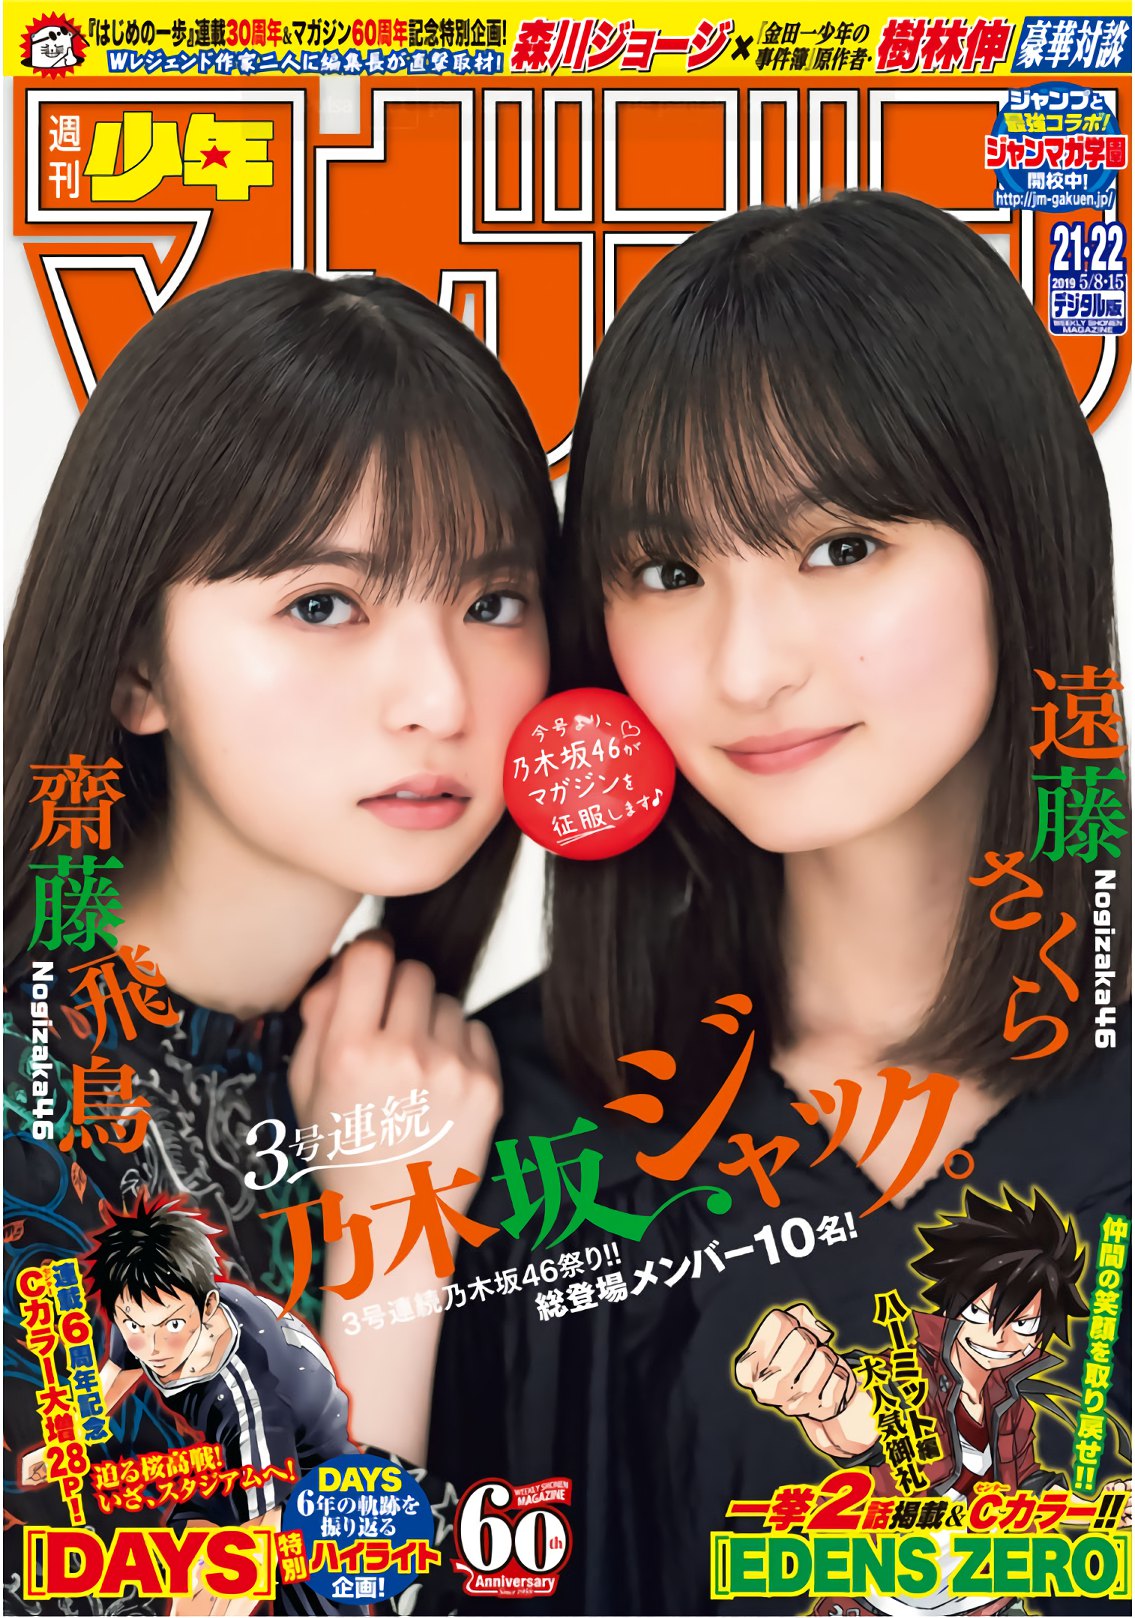 『はじめの一歩』連載30周年&マガジン60周年記念特別企画!
Wレジェンド作家二人に編集長が直撃取材!
森川ジョージ×『金田一少年の事件簿』原作者・樹林伸 豪華対談
週刊少年マガジン
ジャンプと
最強コラボ!
ジャンマガ学園
開校中!
http://jm-gakuen.jp/
21・22
2019 5/8・15
デジタル版
WEEKLY SHONEN
MAGAZINE
今号より、♡
乃木坂46が
マガジンを
征服します♪
遠藤さくら
Nogizaka46
齋藤飛鳥
Nogizaka46
3号連続
乃木坂ジャック。
3号連続乃木坂46祭り!!
総登場メンバー10名!
連載6周年記念
Cカラー大増28P!
迫る桜高戦!
いざ、スタジアムへ!
[DAYS]
特別
DAYS
6年の軌跡を
振り返る
ハイライト
企画!
WEEKLY SHONEN
MAGAZINE
60th
Anniversary
仲間の笑顔を取り戻せ!!
ハーミット編
大人気御礼
一挙2話掲載&Cカラー!!
[EDENS ZERO]